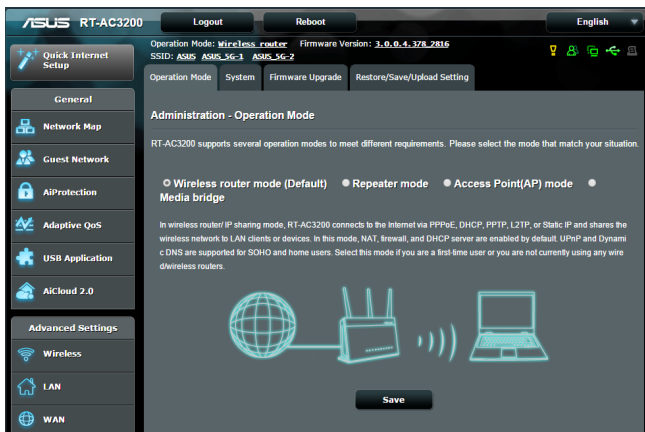 ASUS RT-AC3200 Logout Reboot English
Quick Internet Setup
Operation Mode: Wireless router Firmware Version: 3.0.0.4.378_2816
SSID: ASUS ASUS_5G-1 ASUS_5G-2
Operation Mode System Firmware Upgrade Restore/Save/Upload Setting
General
Network Map
Guest Network
AiProtection
Adaptive QoS
USB Application
AiCloud 2.0
Advanced Settings
Wireless
LAN
WAN
Administration - Operation Mode
RT-AC3200 supports several operation modes to meet different requirements. Please select the mode that match your situation.
Wireless router mode (Default) Repeater mode Access Point(AP) mode
Media bridge
In wireless router/ IP sharing mode, RT-AC3200 connects to the Internet via PPPoE, DHCP, PPTP, L2TP, or Static IP and shares the
wireless network to LAN clients or devices. In this mode, NAT, firewall, and DHCP server are enabled by default. UPnP and Dynami
c DNS are supported for SOHO and home users. Select this mode if you are a first-time user or you are not currently using any wire
d/wireless routers.
Save